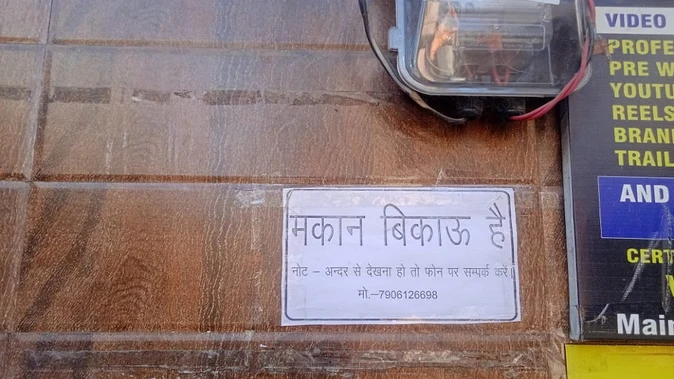 मकान बिकाऊ है
नोट – अन्दर से देखना हो तो फोन पर सम्पर्क करें।
मो.–7906126698
VIDEO
PROFE
PRE W
YOUTU
REELS
BRAN
TRAIL
AND
CERT
Main